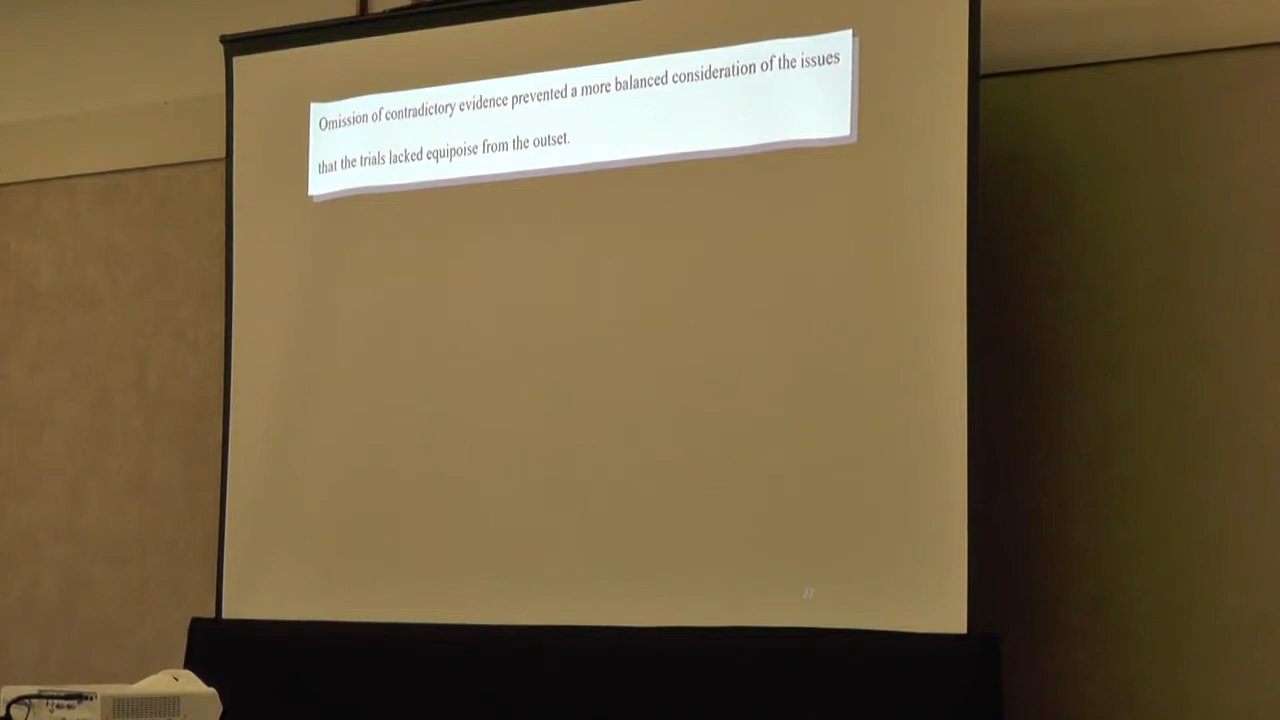 Omission of contradictory evidence prevented a more balanced consideration of the issues
that the trials lacked equipoise from the outset.